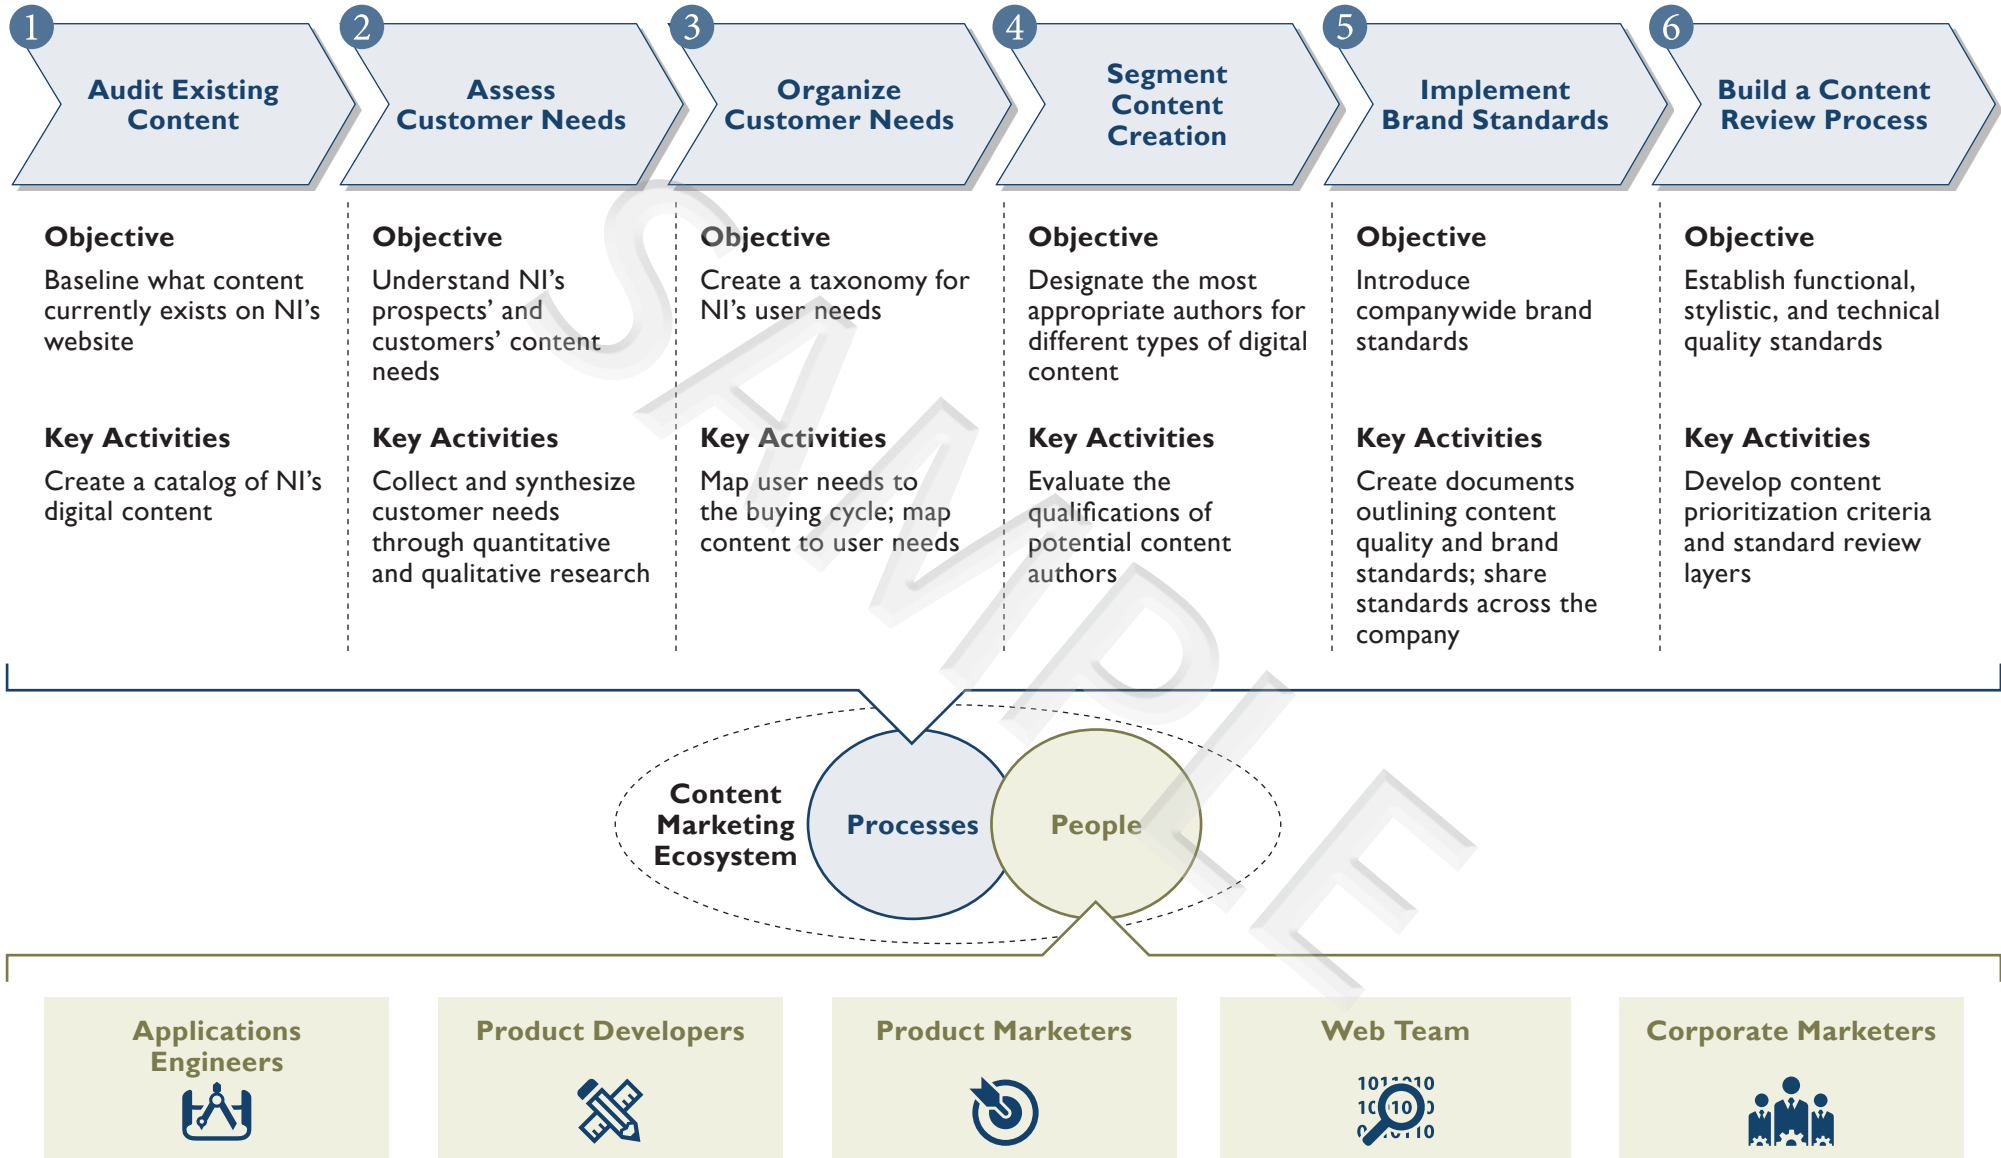 1
Audit Existing
Content
2
Assess
Customer Needs
3
Organize
Customer Needs
4
Segment
Content
Creation
5
Implement
Brand Standards
6
Build a Content
Review Process
Objective
Baseline what content
currently exists on NI’s
website
Key Activities
Create a catalog of NI’s
digital content
Objective
Understand NI’s
prospects’ and
customers’ content
needs
Key Activities
Collect and synthesize
customer needs
through quantitative
and qualitative research
Objective
Create a taxonomy for
NI’s user needs
Key Activities
Map user needs to
the buying cycle; map
content to user needs
Objective
Designate the most
appropriate authors for
different types of digital
content
Key Activities
Evaluate the
qualifications of
potential content
authors
Objective
Introduce
companywide brand
standards
Key Activities
Create documents
outlining content
quality and brand
standards; share
standards across the
company
Objective
Establish functional,
stylistic, and technical
quality standards
Key Activities
Develop content
prioritization criteria
and standard review
layers
SAMPLE
Content
Marketing
Ecosystem
Processes
People
Applications
Engineers
Product Developers
Product Marketers
Web Team
Corporate Marketers